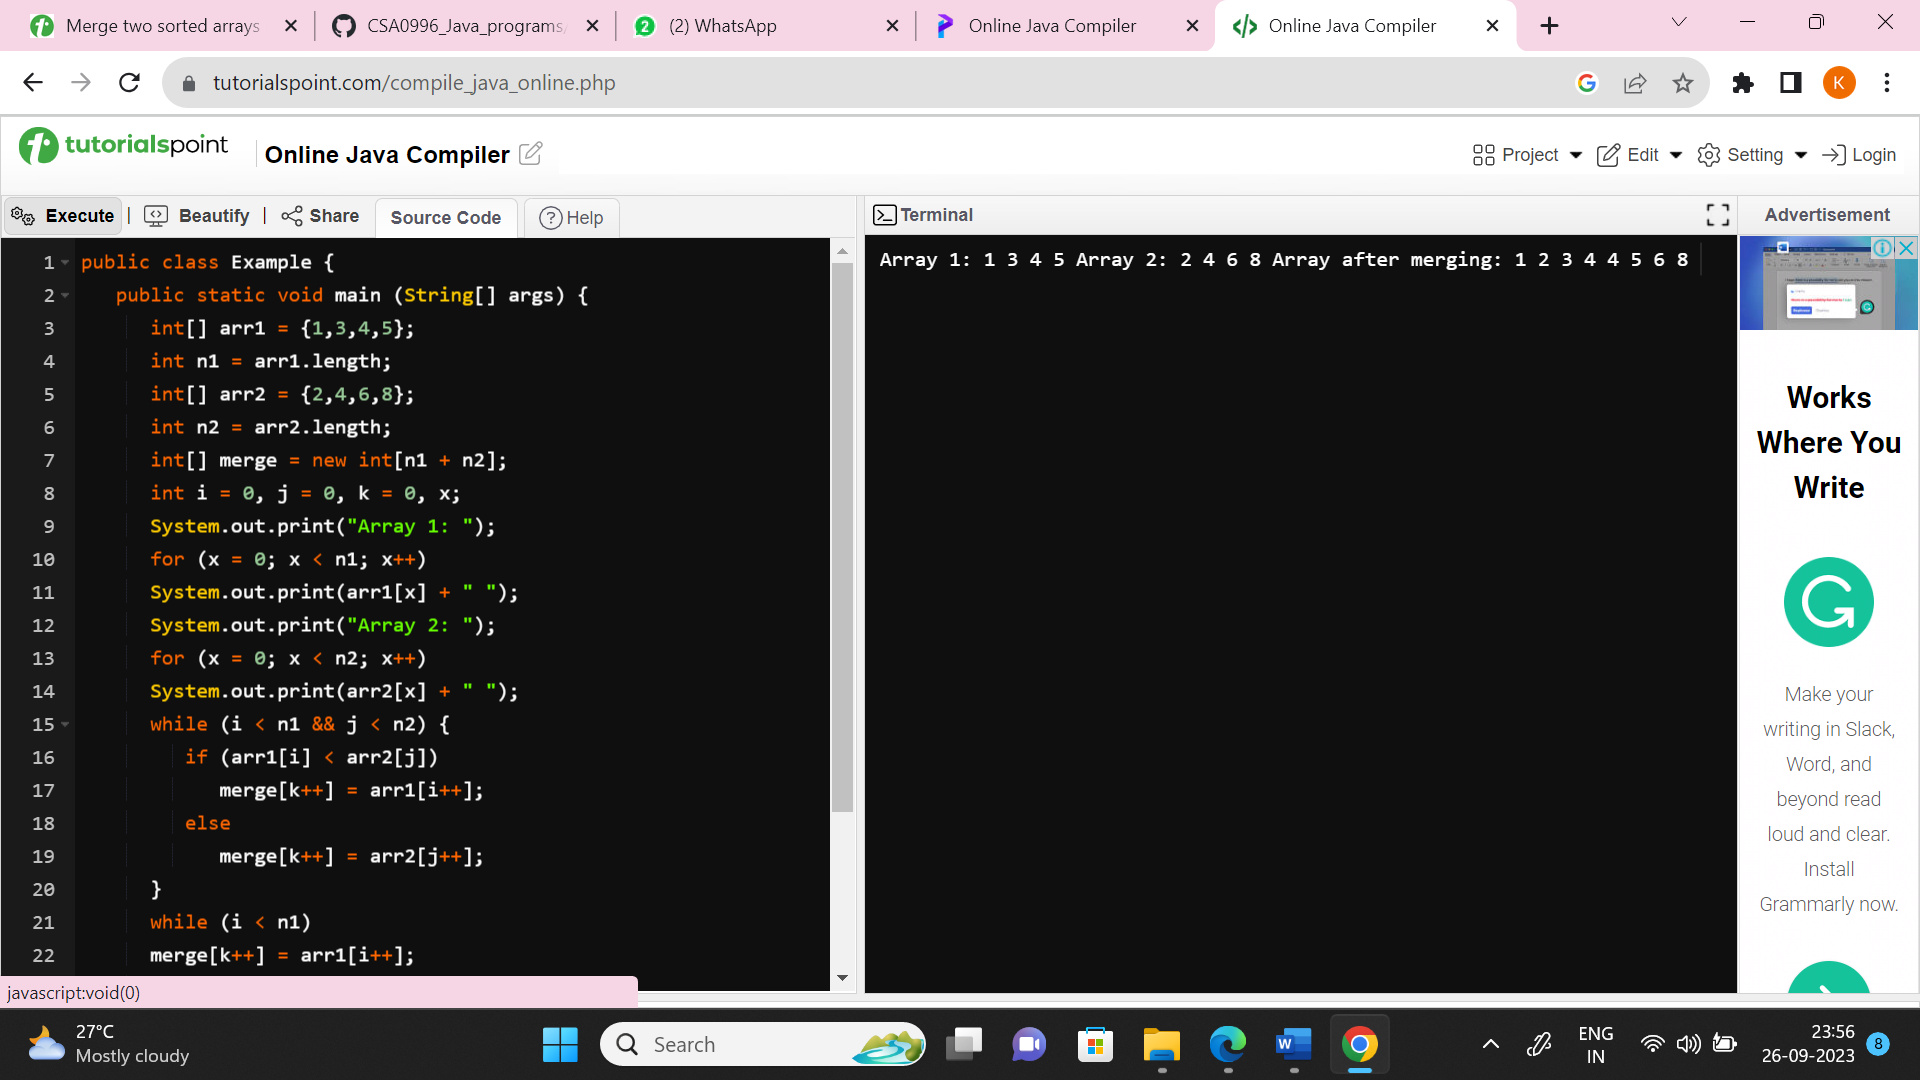 Merge two sorted arrays
CSA0996_Java_programs/
(2) WhatsApp
Online Java Compiler
Online Java Compiler
tutorialspoint.com/compile_java_online.php
K
tutorialspoint
Online Java Compiler
Project
Edit
Setting
Login
Execute
Beautify
Share
Source Code
Help
Terminal
Advertisement
1 public class Example {
2 public static void main (String[] args) {
3 int[] arr1 = {1,3,4,5};
4 int n1 = arr1.length;
5 int[] arr2 = {2,4,6,8};
6 int n2 = arr2.length;
7 int[] merge = new int[n1 + n2];
8 int i = 0, j = 0, k = 0, x;
9 System.out.print("Array 1: ");
10 for (x = 0; x < n1; x++)
11 System.out.print(arr1[x] + " ");
12 System.out.print("Array 2: ");
13 for (x = 0; x < n2; x++)
14 System.out.print(arr2[x] + " ");
15 while (i < n1 && j < n2) {
16 if (arr1[i] < arr2[j])
17 merge[k++] = arr1[i++];
18 else
19 merge[k++] = arr2[j++];
20 }
21 while (i < n1)
22 merge[k++] = arr1[i++];
Array 1: 1 3 4 5 Array 2: 2 4 6 8 Array after merging: 1 2 3 4 4 5 6 8
Works
Where You
Write
Make your
writing in Slack,
Word, and
beyond read
loud and clear.
Install
Grammarly now.
javascript:void(0)
27°C
Mostly cloudy
Search
ENG
IN
23:56
26-09-2023
8